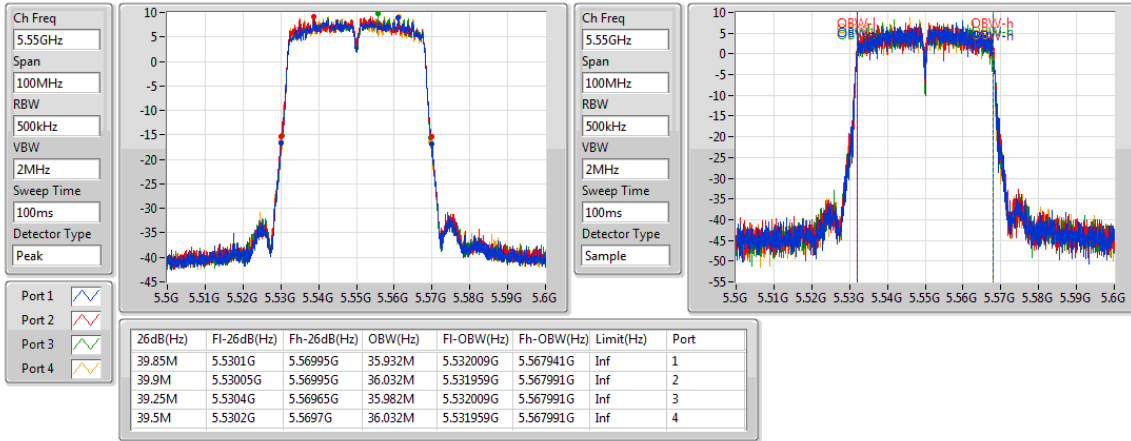 Ch Freq
5.55GHz
Span
100MHz
RBW
500kHz
VBW
2MHz
Sweep Time
100ms
Detector Type
Peak
10
5
0
-5
-10
-15
-20
-25
-30
-35
-40
-45
5.5G 5.51G 5.52G 5.53G 5.54G 5.55G 5.56G 5.57G 5.58G 5.59G 5.6G
Ch Freq
5.55GHz
Span
100MHz
RBW
500kHz
VBW
2MHz
Sweep Time
100ms
Detector Type
Sample
OBW-l OBW-h
10
5
0
-5
-10
-15
-20
-25
-30
-35
-40
-45
-50
-55
5.5G 5.51G 5.52G 5.53G 5.54G 5.55G 5.56G 5.57G 5.58G 5.59G 5.6G
Port 1
Port 2
Port 3
Port 4
26dB(Hz) Fl-26dB(Hz) Fh-26dB(Hz) OBW(Hz) Fl-OBW(Hz) Fh-OBW(Hz) Limit(Hz) Port
39.85M 5.5301G 5.56995G 35.932M 5.532009G 5.567941G Inf 1
39.9M 5.53005G 5.56995G 36.032M 5.531959G 5.567991G Inf 2
39.25M 5.5304G 5.56965G 35.982M 5.532009G 5.567991G Inf 3
39.5M 5.5302G 5.5697G 36.032M 5.531959G 5.567991G Inf 4